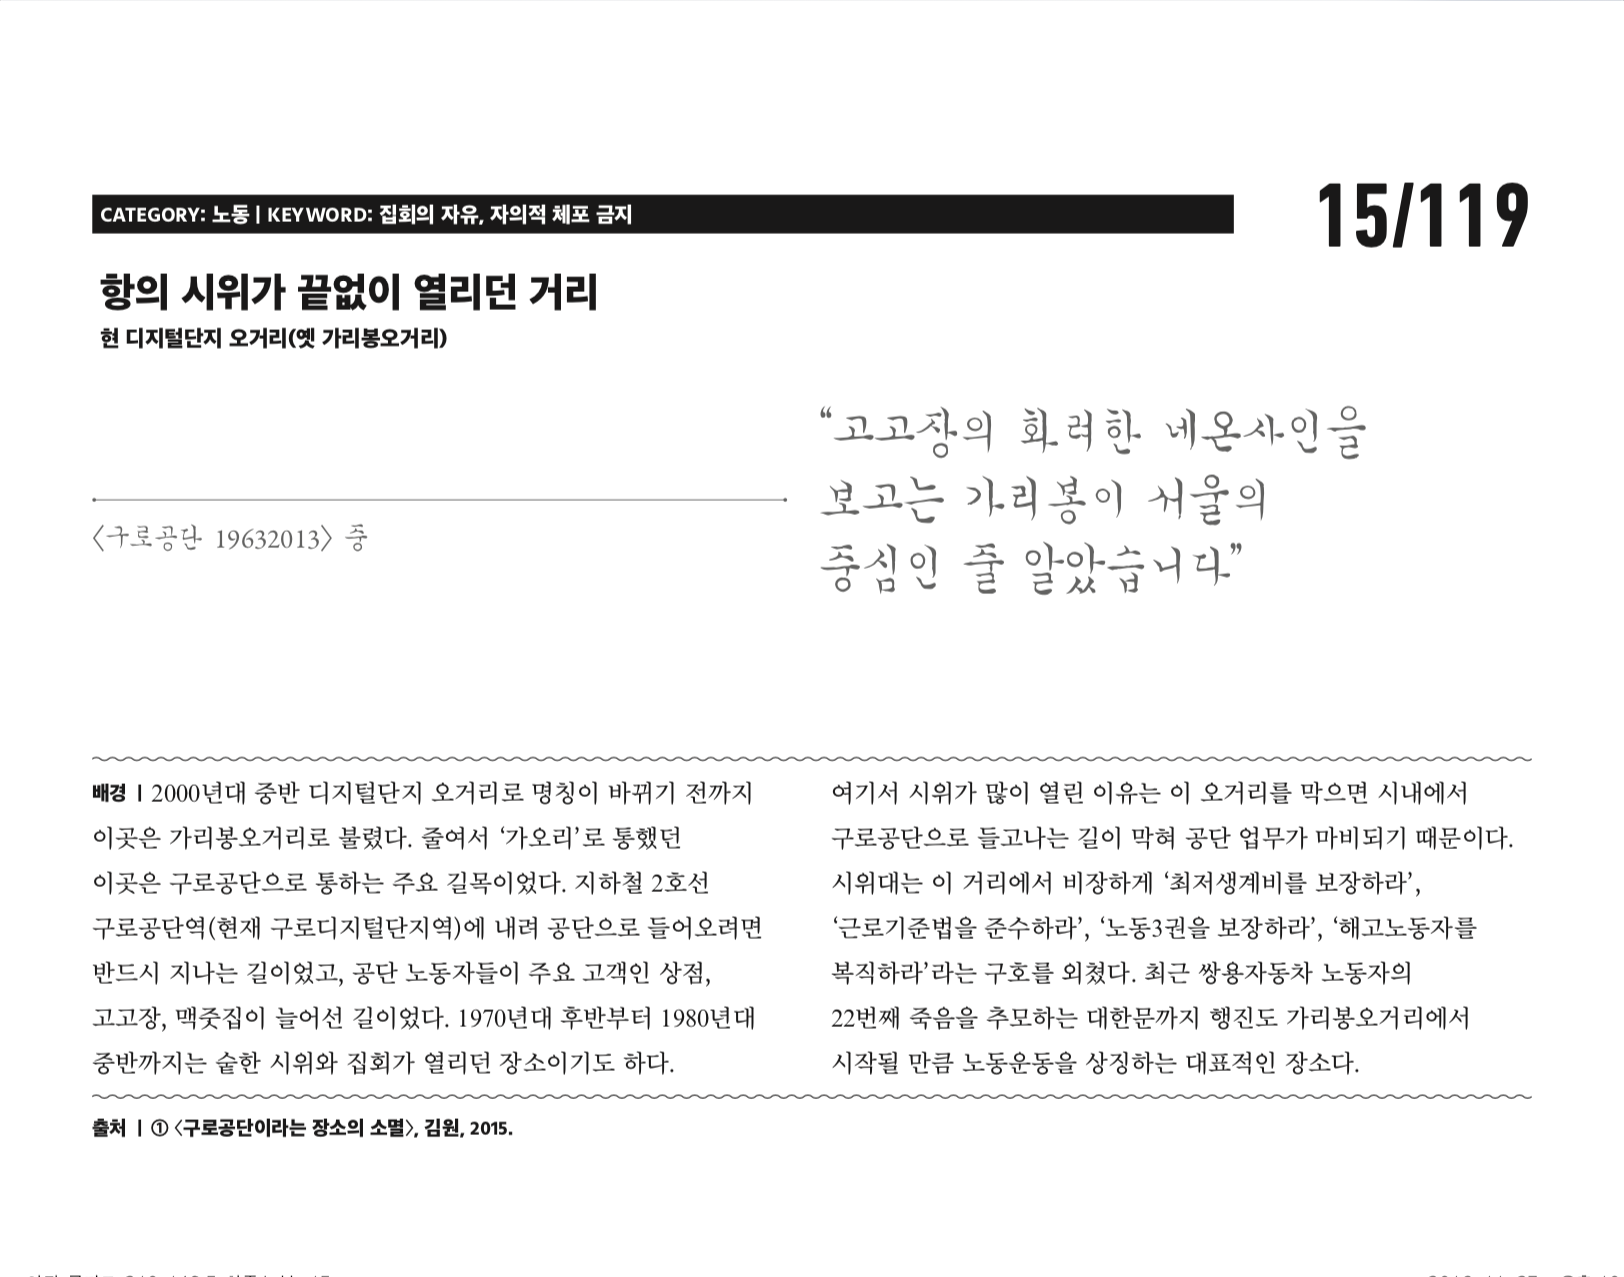 CATEGORY: 노동 | KEYWORD: 집회의 자유, 자의적 체포 금지
15/119
항의 시위가 끝없이 열리던 거리
현 디지털단지 오거리(옛 가리봉오거리)
“고고장의 화려한 네온사인을
보고는 가리봉이 서울의
중심인 줄 알았습니다”
〈구로공단 19632013〉 중
배경 | 2000년대 중반 디지털단지 오거리로 명칭이 바뀌기 전까지
이곳은 가리봉오거리로 불렸다. 줄여서 ‘가오리’로 통했던
이곳은 구로공단으로 통하는 주요 길목이었다. 지하철 2호선
구로공단역(현재 구로디지털단지역)에 내려 공단으로 들어오려면
반드시 지나는 길이었고, 공단 노동자들이 주요 고객인 상점,
고고장, 맥줏집이 늘어선 길이었다. 1970년대 후반부터 1980년대
중반까지는 숱한 시위와 집회가 열리던 장소이기도 하다.
여기서 시위가 많이 열린 이유는 이 오거리를 막으면 시내에서
구로공단으로 들고나는 길이 막혀 공단 업무가 마비되기 때문이다.
시위대는 이 거리에서 비장하게 ‘최저생계비를 보장하라’,
‘근로기준법을 준수하라’, ‘노동3권을 보장하라’, ‘해고노동자를
복직하라’라는 구호를 외쳤다. 최근 쌍용자동차 노동자의
22번째 죽음을 추모하는 대한문까지 행진도 가리봉오거리에서
시작될 만큼 노동운동을 상징하는 대표적인 장소다.
출처 | ① 〈구로공단이라는 장소의 소멸〉, 김원, 2015.